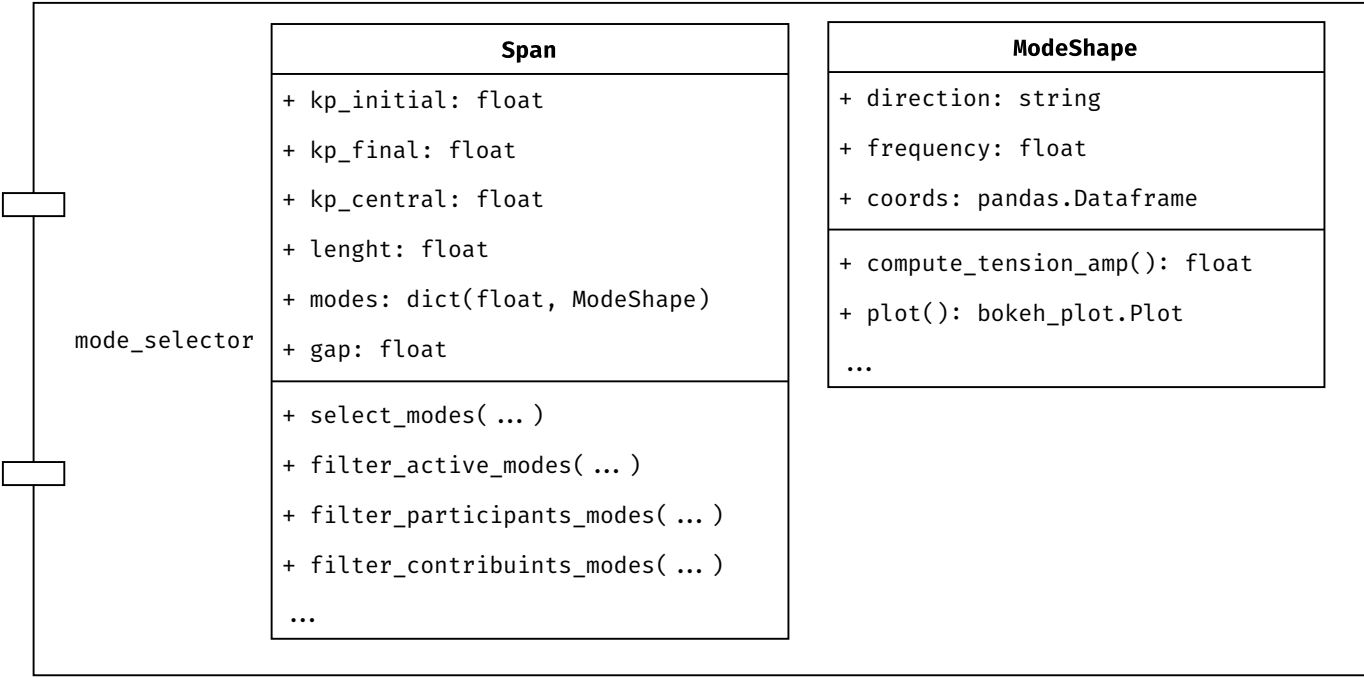 mode_selector
Span
+ kp_initial: float
+ kp_final: float
+ kp_central: float
+ lenght: float
+ modes: dict(float, ModeShape)
+ gap: float
+ select_modes(...)
+ filter_active_modes(...)
+ filter_participants_modes(...)
+ filter_contribuints_modes(...)
...
ModeShape
+ direction: string
+ frequency: float
+ coords: pandas.Dataframe
+ compute_tension_amp(): float
+ plot(): bokeh_plot.Plot
...